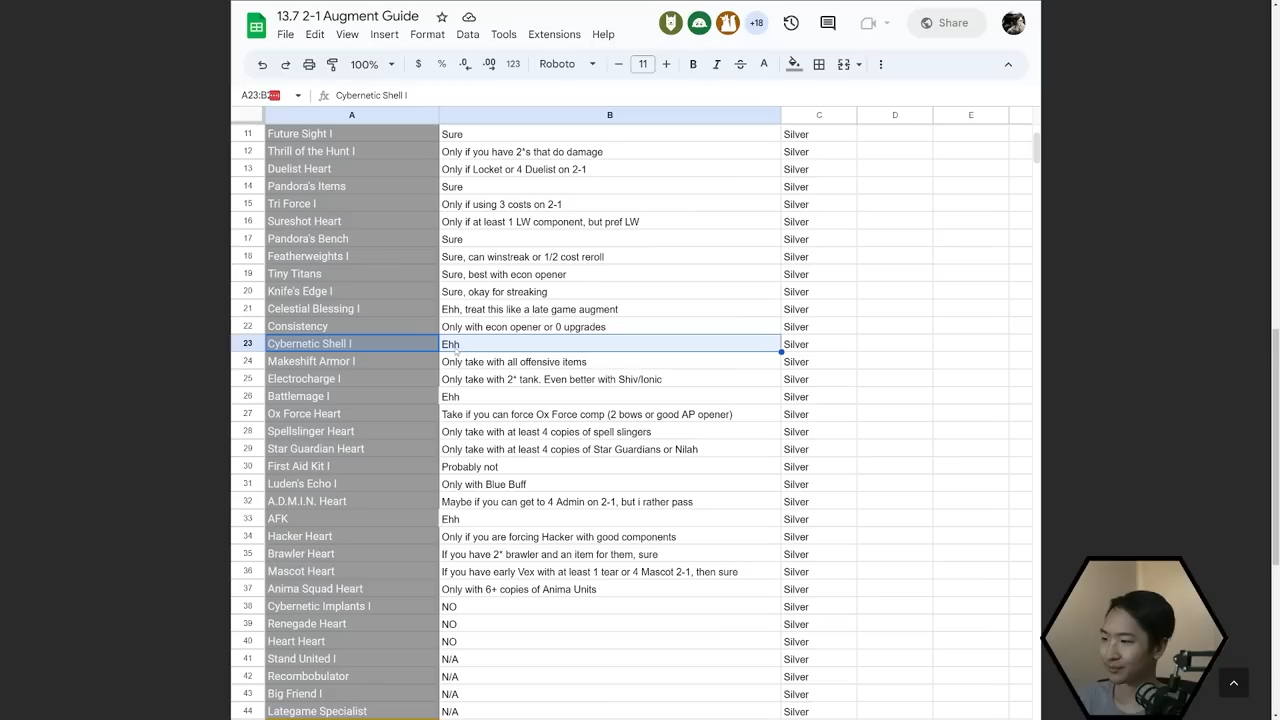 13.7 2-1 Augment Guide
+18
Share
File Edit View Insert Format Data Tools Extensions Help
100% $ % .0 .00 123 Roboto 11 B I A
Cybernetic Shell I
A B C D E
11 Future Sight I Sure Silver
12 Thrill of the Hunt I Only if you have 2*s that do damage Silver
13 Duelist Heart Only if Locket or 4 Duelist on 2-1 Silver
14 Pandora's Items Sure Silver
15 Tri Force I Only if using 3 costs on 2-1 Silver
16 Sureshot Heart Only if at least 1 LW component, but pref LW Silver
17 Pandora's Bench Sure Silver
18 Featherweights I Sure, can winstreak or 1/2 cost reroll Silver
19 Tiny Titans Sure, best with econ opener Silver
20 Knife's Edge I Sure, okay for streaking Silver
21 Celestial Blessing I Ehh, treat this like a late game augment Silver
22 Consistency Only with econ opener or 0 upgrades Silver
23 Cybernetic Shell I Ehh Silver
24 Makeshift Armor I Only take with all offensive items Silver
25 Electrocharge I Only take with 2* tank. Even better with Shiv/Ionic Silver
26 Battlemage I Ehh Silver
27 Ox Force Heart Take if you can force Ox Force comp (2 bows or good AP opener) Silver
28 Spellslinger Heart Only take with at least 4 copies of spell slingers Silver
29 Star Guardian Heart Only take with at least 4 copies of Star Guardians or Nilah Silver
30 First Aid Kit I Probably not Silver
31 Luden's Echo I Only with Blue Buff Silver
32 A.D.M.I.N. Heart Maybe if you can get to 4 Admin on 2-1, but i rather pass Silver
33 AFK Ehh Silver
34 Hacker Heart Only if you are forcing Hacker with good components Silver
35 Brawler Heart If you have 2* brawler and an item for them, sure Silver
36 Mascot Heart If you have early Vex with at least 1 tear or 4 Mascot 2-1, then sure Silver
37 Anima Squad Heart Only with 6+ copies of Anima Units Silver
38 Cybernetic Implants I NO Silver
39 Renegade Heart NO Silver
40 Heart Heart NO Silver
41 Stand United I N/A Silver
42 Recombobulator N/A Silver
43 Big Friend I N/A Silver
44 Lategame Specialist N/A Silver